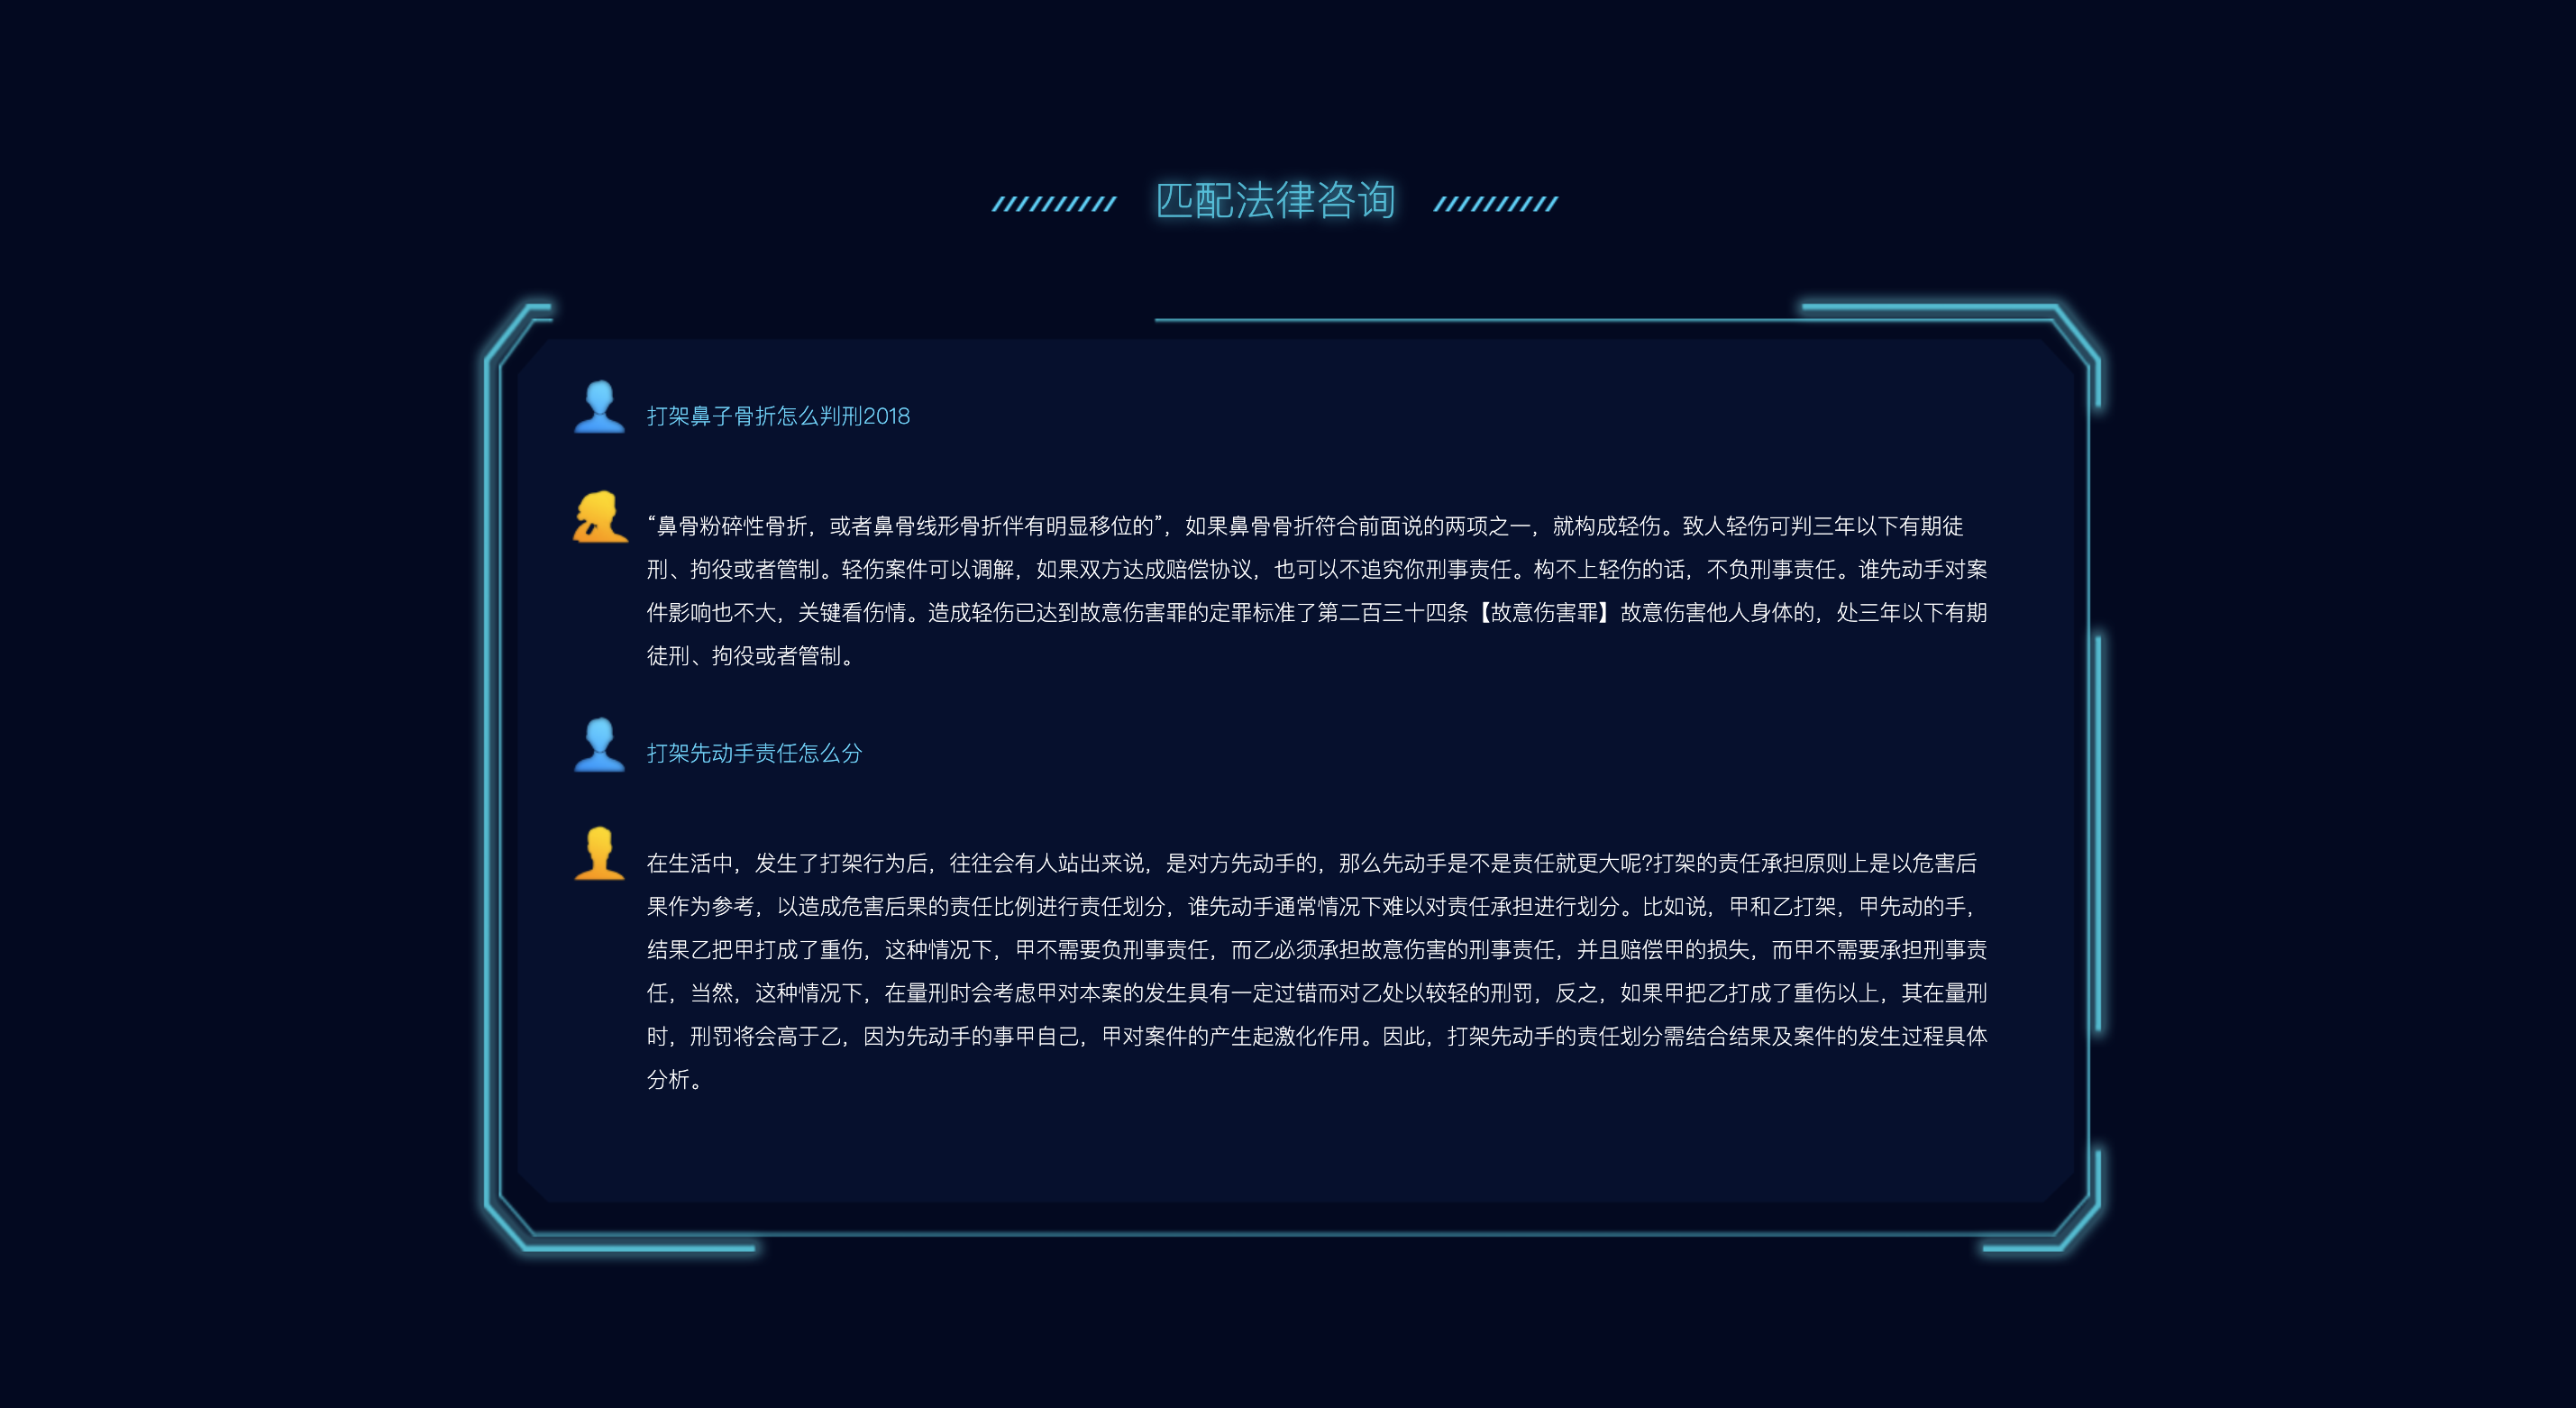 匹配法律咨询
打架鼻子骨折怎么判刑2018
“鼻骨粉碎性骨折，或者鼻骨线形骨折伴有明显移位的”，如果鼻骨骨折符合前面说的两项之一，就构成轻伤。致人轻伤可判三年以下有期徒
刑、拘役或者管制。轻伤案件可以调解，如果双方达成赔偿协议，也可以不追究你刑事责任。构不上轻伤的话，不负刑事责任。谁先动手对案
件影响也不大，关键看伤情。造成轻伤已达到故意伤害罪的定罪标准了第二百三十四条【故意伤害罪】故意伤害他人身体的，处三年以下有期
徒刑、拘役或者管制。
打架先动手责任怎么分
在生活中，发生了打架行为后，往往会有人站出来说，是对方先动手的，那么先动手是不是责任就更大呢?打架的责任承担原则上是以危害后
果作为参考，以造成危害后果的责任比例进行责任划分，谁先动手通常情况下难以对责任承担进行划分。比如说，甲和乙打架，甲先动的手，
结果乙把甲打成了重伤，这种情况下，甲不需要负刑事责任，而乙必须承担故意伤害的刑事责任，并且赔偿甲的损失，而甲不需要承担刑事责
任，当然，这种情况下，在量刑时会考虑甲对本案的发生具有一定过错而对乙处以较轻的刑罚，反之，如果甲把乙打成了重伤以上，其在量刑
时，刑罚将会高于乙，因为先动手的事甲自己，甲对案件的产生起激化作用。因此，打架先动手的责任划分需结合结果及案件的发生过程具体
分析。